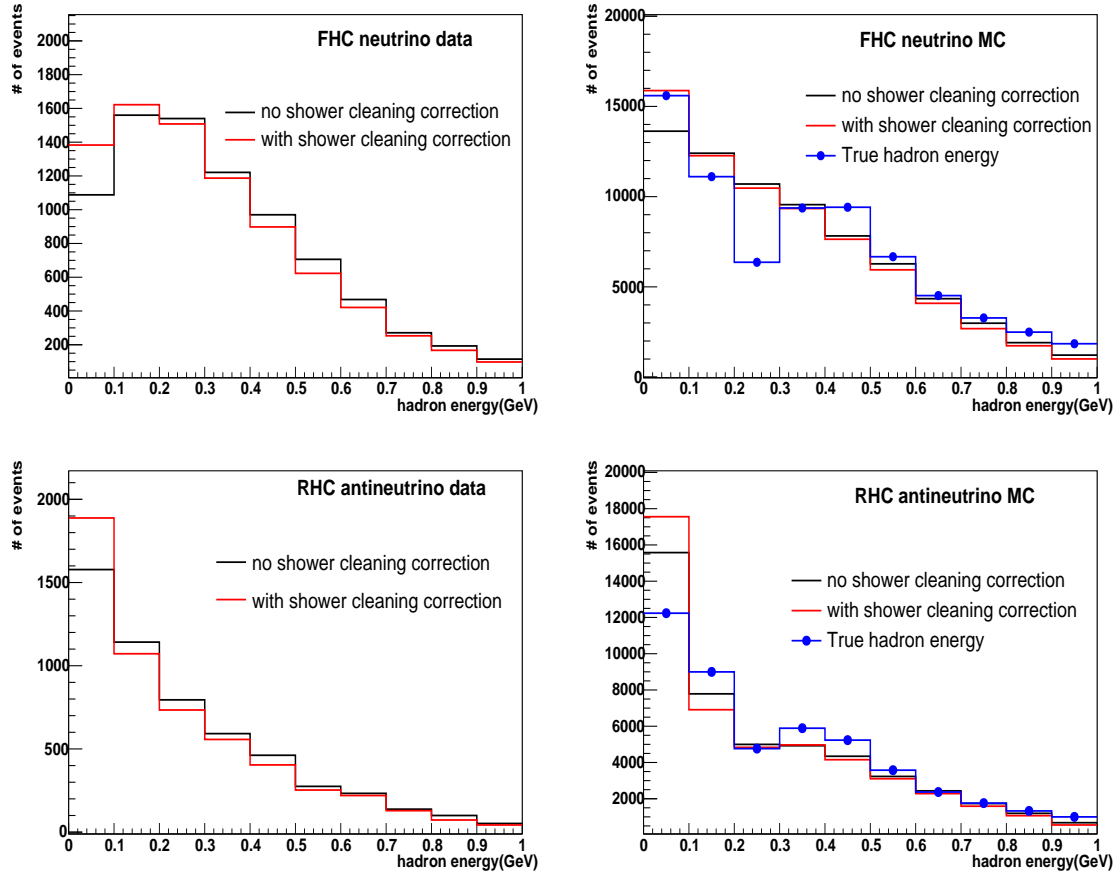 # of events
FHC neutrino data
no shower cleaning correction
with shower cleaning correction
2000
1800
1600
1400
1200
1000
800
600
400
200
0 0.1 0.2 0.3 0.4 0.5 0.6 0.7 0.8 0.9 1
hadron energy(GeV)
# of events
FHC neutrino MC
no shower cleaning correction
with shower cleaning correction
True hadron energy
20000
15000
10000
5000
0
0 0.1 0.2 0.3 0.4 0.5 0.6 0.7 0.8 0.9 1
hadron energy(GeV)
# of events
RHC antineutrino data
no shower cleaning correction
with shower cleaning correction
2000
1500
1000
500
0
0 0.1 0.2 0.3 0.4 0.5 0.6 0.7 0.8 0.9 1
hadron energy(GeV)
# of events
RHC antineutrino MC
no shower cleaning correction
with shower cleaning correction
True hadron energy
20000
18000
16000
14000
12000
10000
8000
6000
4000
2000
0 0.1 0.2 0.3 0.4 0.5 0.6 0.7 0.8 0.9 1
hadron energy(GeV)